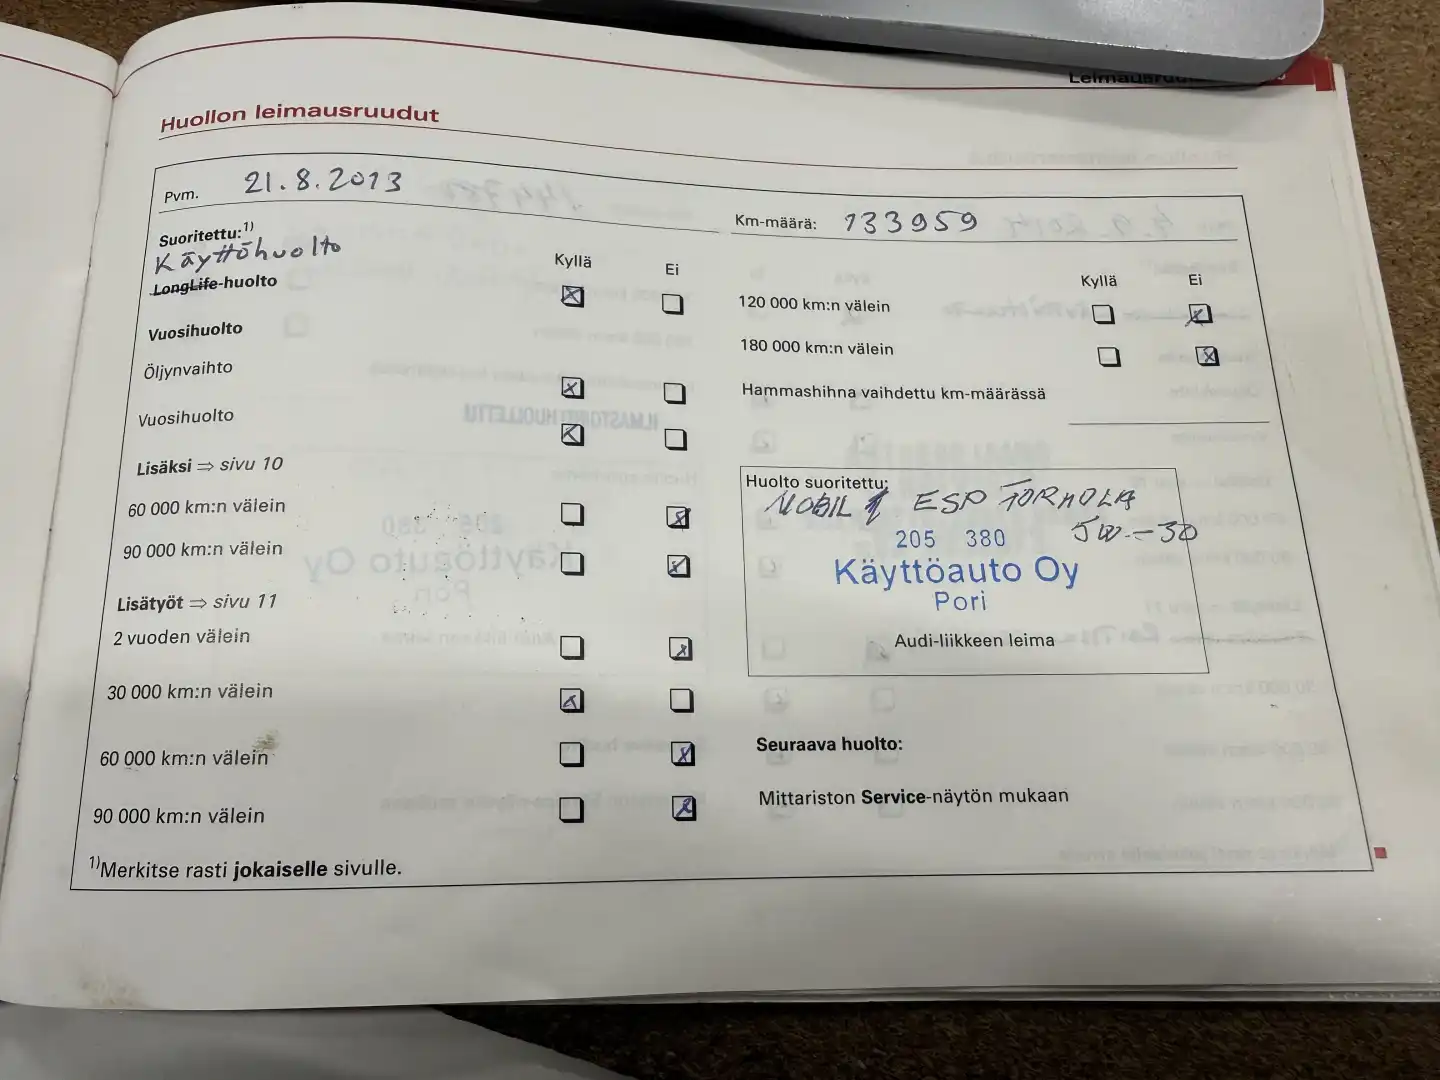 Huollon leimausruudut
Pvm. 21.8.2013
Km-määrä: 133959
Suoritettu:¹⁾
Käyttöhuolto
LongLife-huolto
Kyllä Ei
Vuosihuolto
Öljynvaihto
Vuosihuolto
Lisäksi ⇒ sivu 10
60 000 km:n välein
90 000 km:n välein
Lisätyöt ⇒ sivu 11
2 vuoden välein
30 000 km:n välein
60 000 km:n välein
90 000 km:n välein
¹⁾Merkitse rasti jokaiselle sivulle.
Kyllä Ei
120 000 km:n välein
180 000 km:n välein
Hammashihna vaihdettu km-määrässä
Huolto suoritettu:
MOBIL 1 ESP FORMULA
5W-30
205 380
Käyttöauto Oy
Pori
Audi-liikkeen leima
Seuraava huolto:
Mittariston Service-näytön mukaan